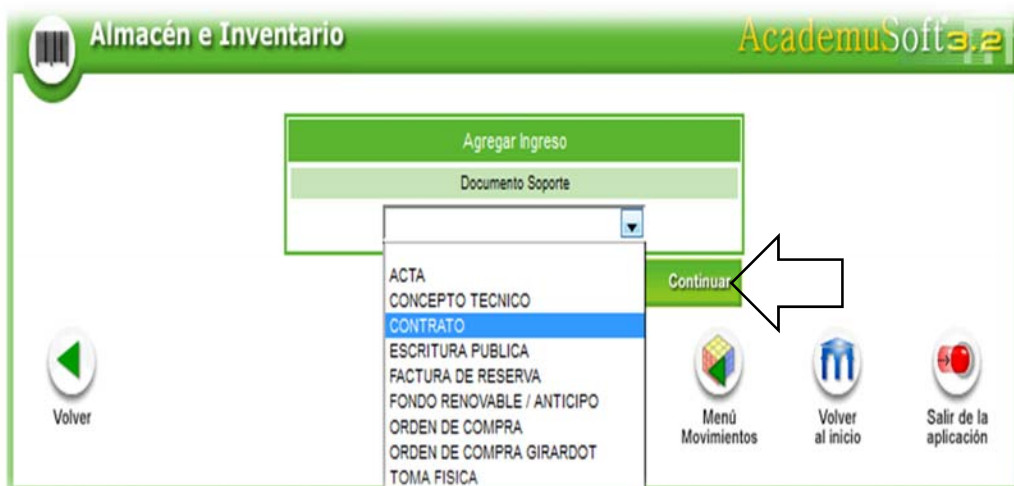 Almacén e Inventario
AcademuSoft 3.2
Agregar Ingreso
Documento Soporte
ACTA
CONCEPTO TECNICO
CONTRATO
ESCRITURA PUBLICA
FACTURA DE RESERVA
FONDO RENOVABLE / ANTICIPO
ORDEN DE COMPRA
ORDEN DE COMPRA GIRARDOT
TOMA FISICA
Continuar
Volver
Menú
Movimientos
Volver
al inicio
Salir de la
aplicación